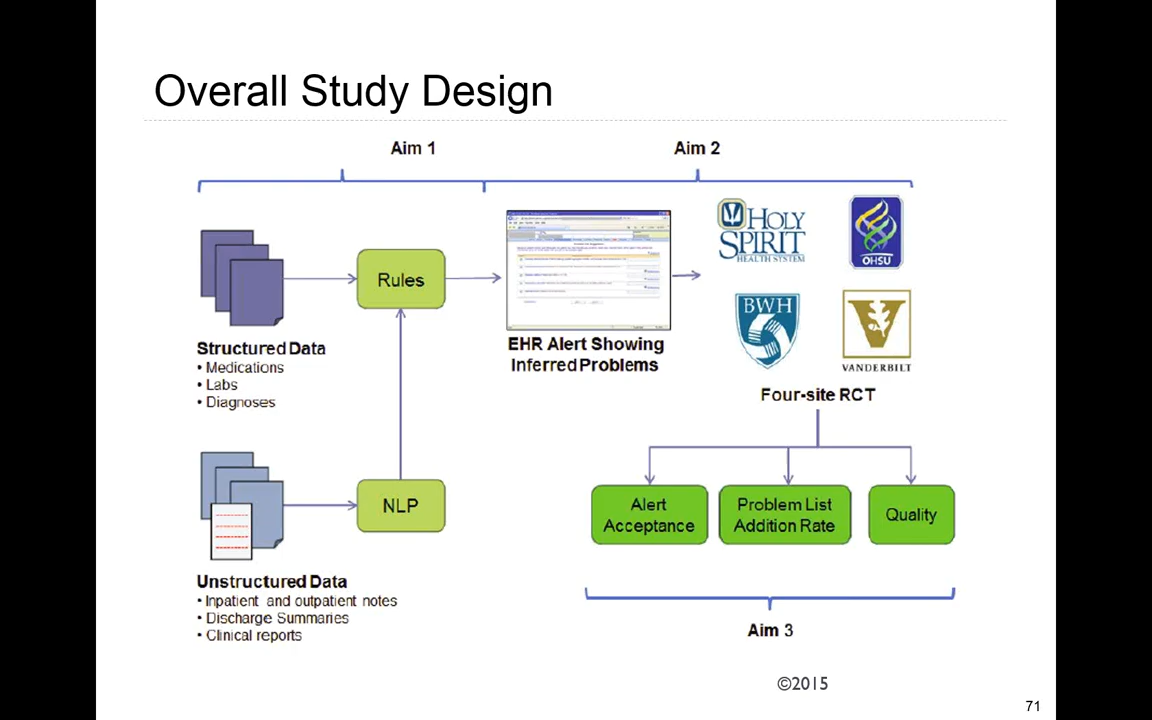 Overall Study Design
Aim 1
Aim 2
Rules
Structured Data
• Medications
• Labs
• Diagnoses
EHR Alert Showing
Inferred Problems
HOLY
SPIRIT
HEALTH SYSTEM
OHSU
BWH
V
VANDERBILT
Four-site RCT
NLP
Alert
Acceptance
Problem List
Addition Rate
Quality
Unstructured Data
• Inpatient and outpatient notes
• Discharge Summaries
• Clinical reports
Aim 3
©2015
71